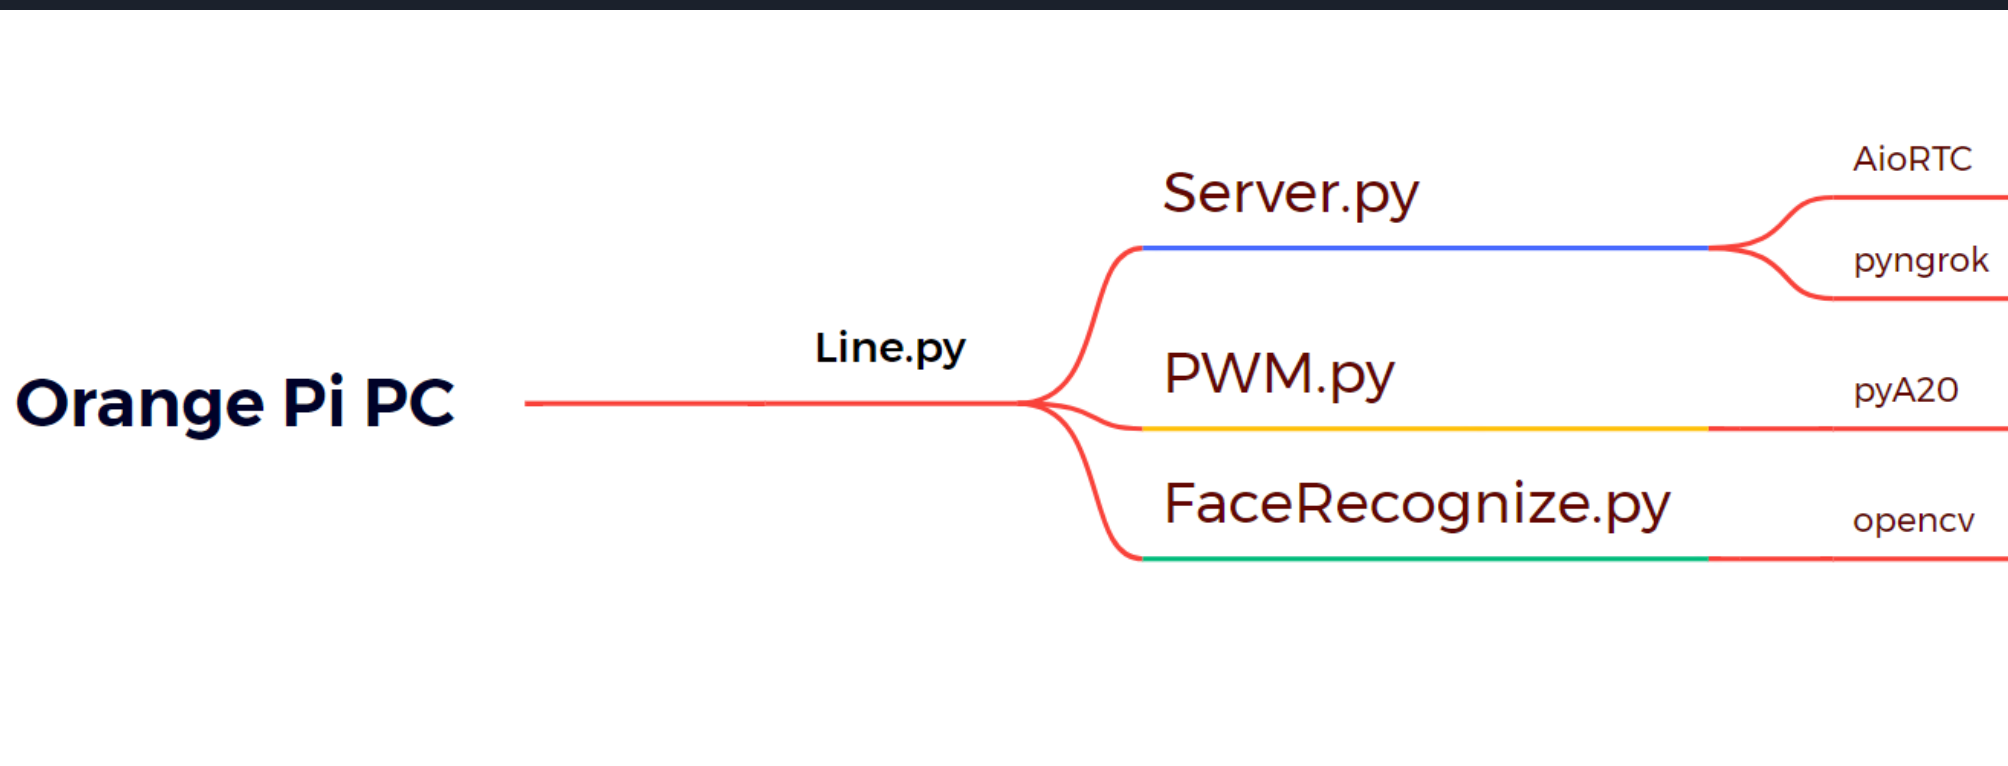 Orange Pi PC
Line.py
Server.py
AioRTC
pyngrok
PWM.py
pyA20
FaceRecognize.py
opencv